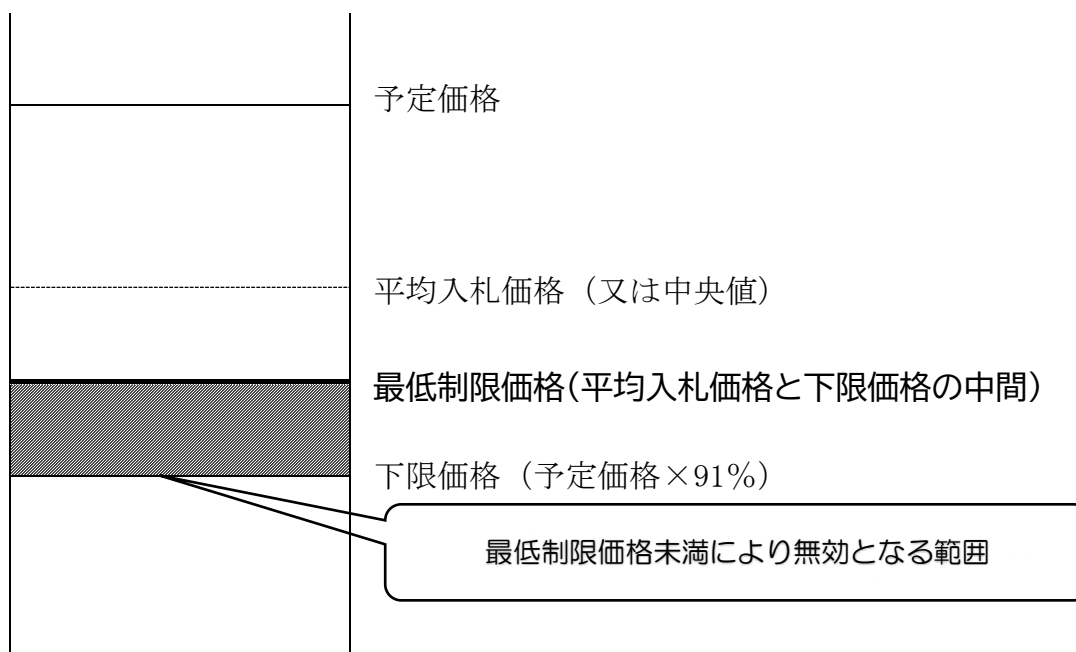 予定価格
平均入札価格（又は中央値）
最低制限価格（平均入札価格と下限価格の中間）
下限価格（予定価格×91％）
最低制限価格未満により無効となる範囲